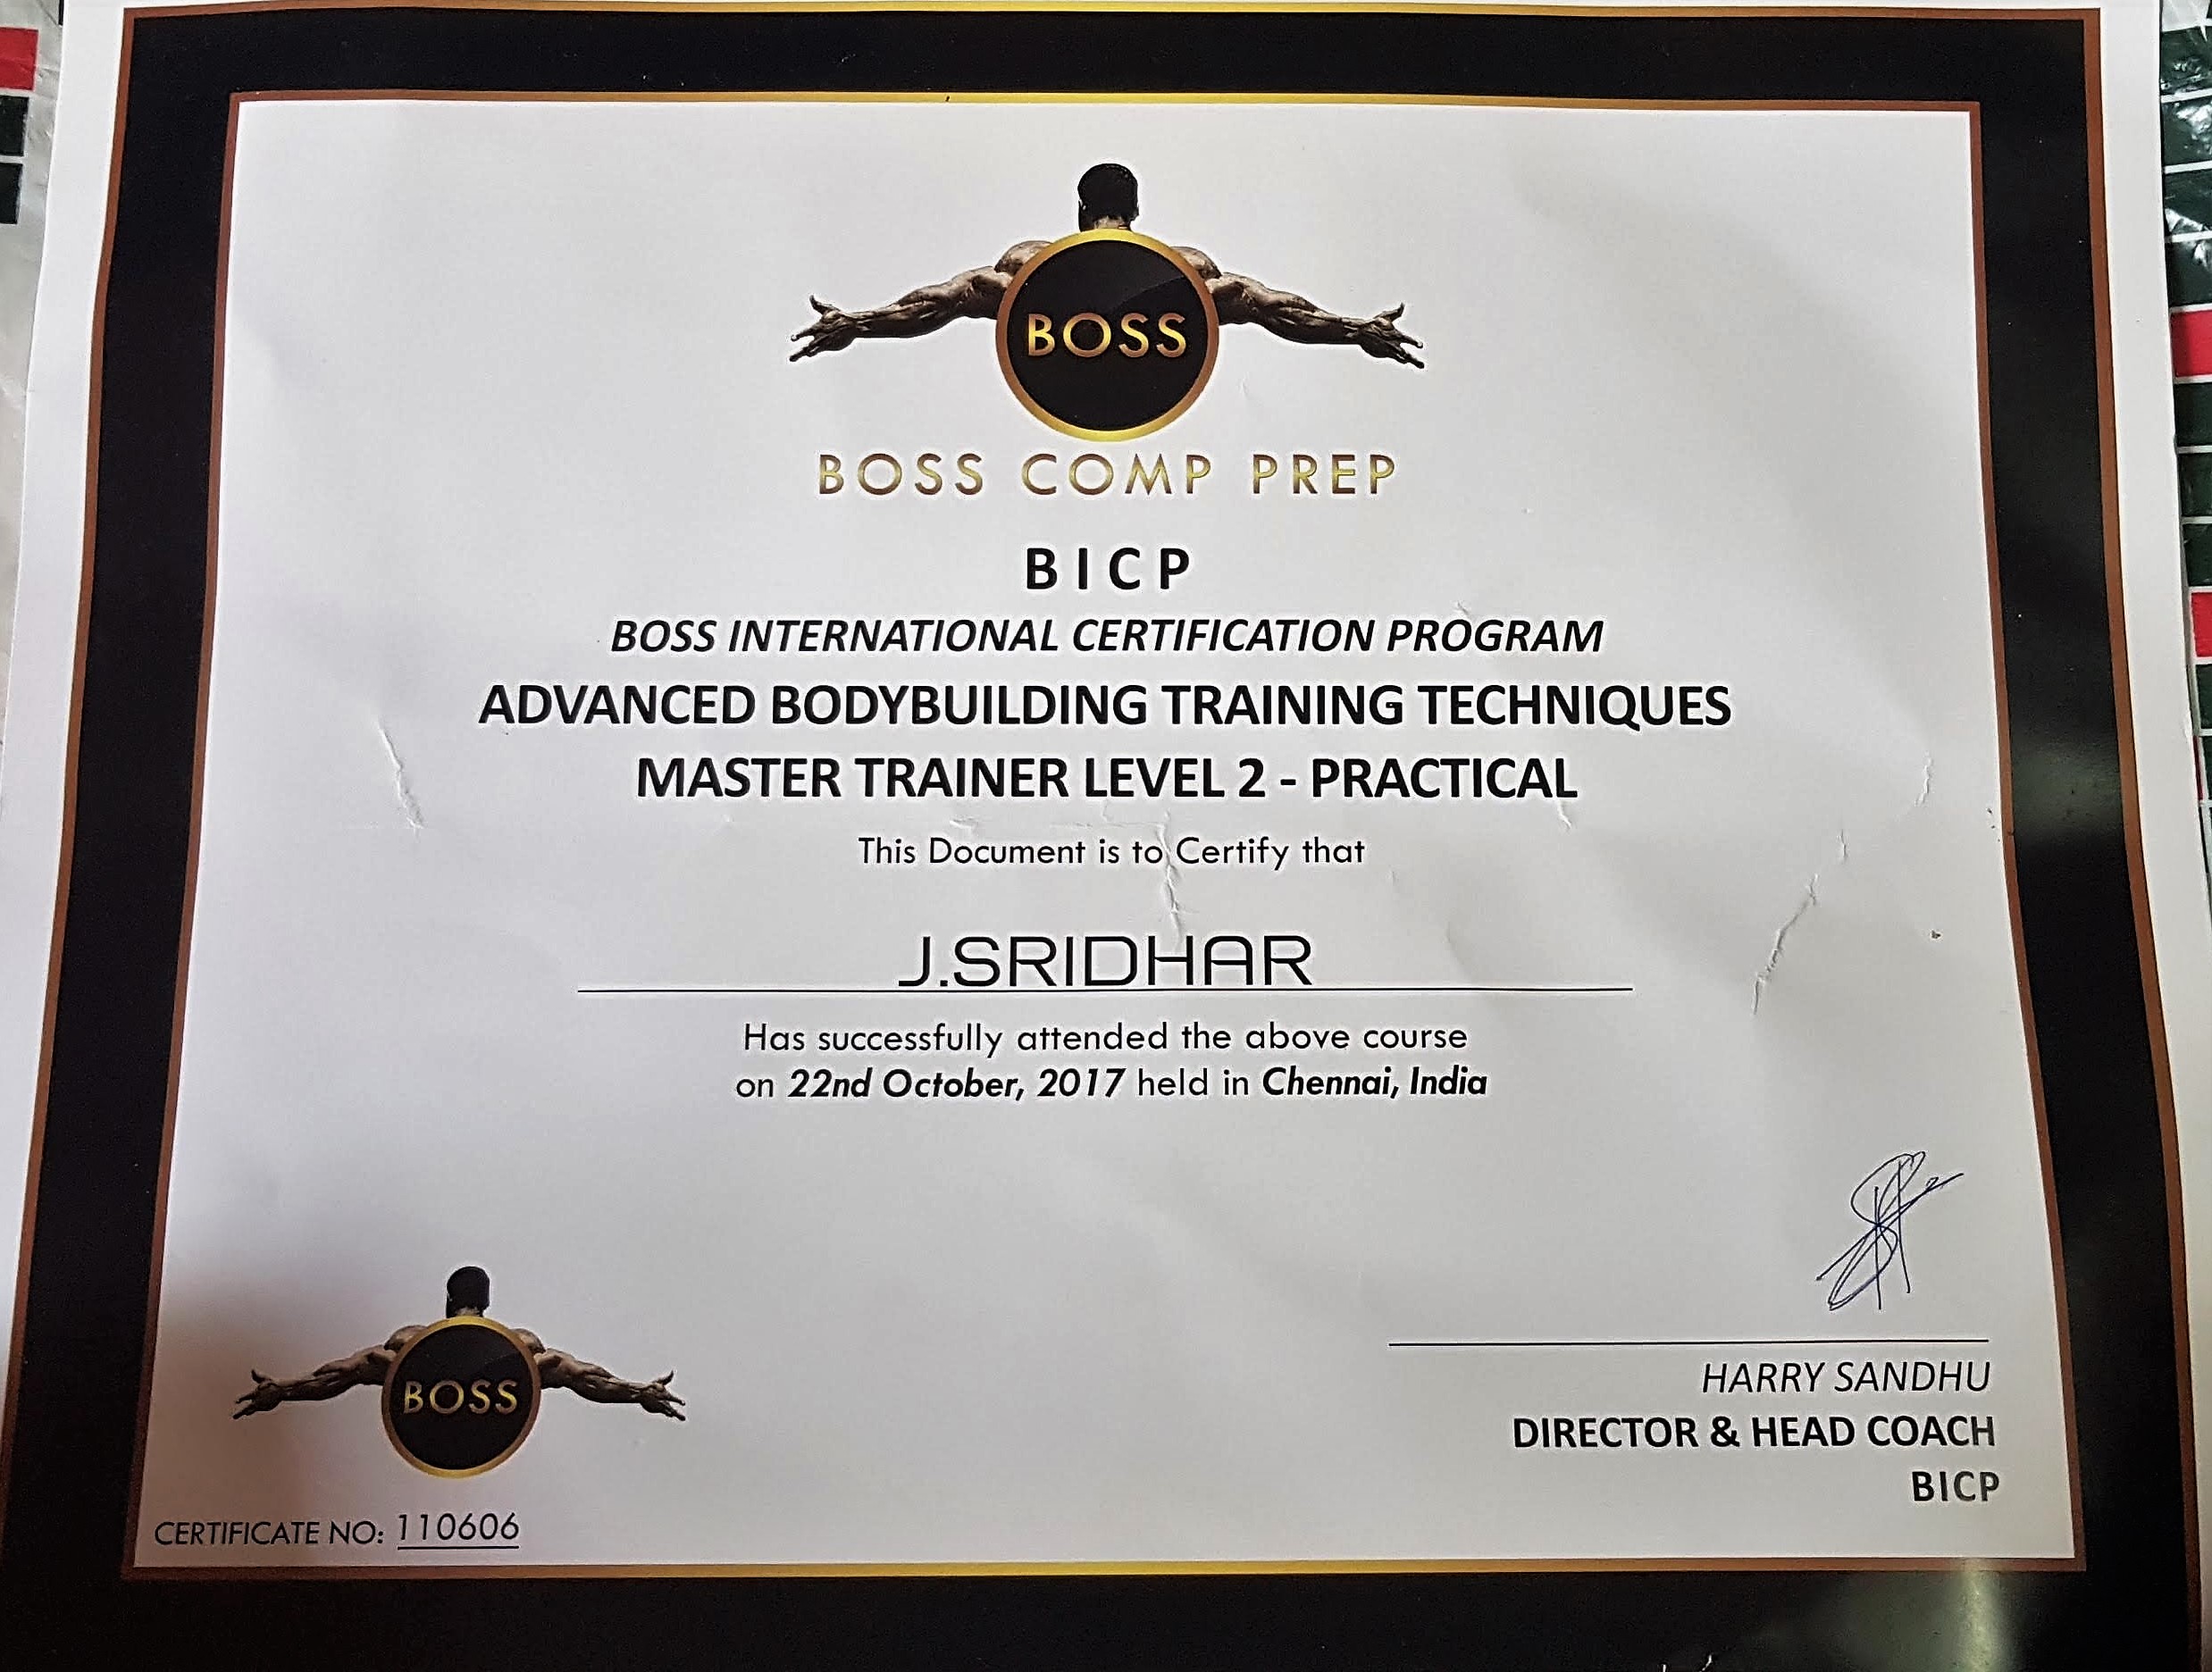 BOSS
BOSS COMP PREP
BICP
BOSS INTERNATIONAL CERTIFICATION PROGRAM
ADVANCED BODYBUILDING TRAINING TECHNIQUES
MASTER TRAINER LEVEL 2 - PRACTICAL
This Document is to Certify that
J.SRIDHAR
Has successfully attended the above course
on 22nd October, 2017 held in Chennai, India
HARRY SANDHU
DIRECTOR & HEAD COACH
BICP
BOSS
CERTIFICATE NO: 110606